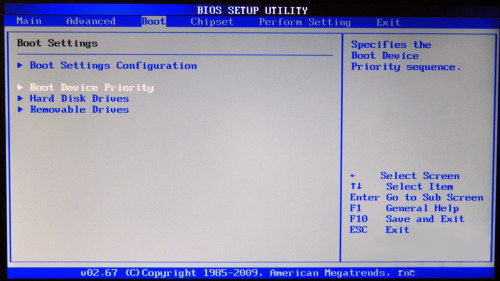 BIOS SETUP UTILITY
Main Advanced Boot Chipset Perform Setting Exit
Boot Settings
Boot Settings Configuration
Boot Device Priority
Hard Disk Drives
Removable Drives
Specifies the
Boot Device
Priority sequence.
← Select Screen
↑↓ Select Item
Enter Go to Sub Screen
F1 General Help
F10 Save and Exit
ESC Exit
v02.67 (C)Copyright 1985-2009, American Megatrends, Inc